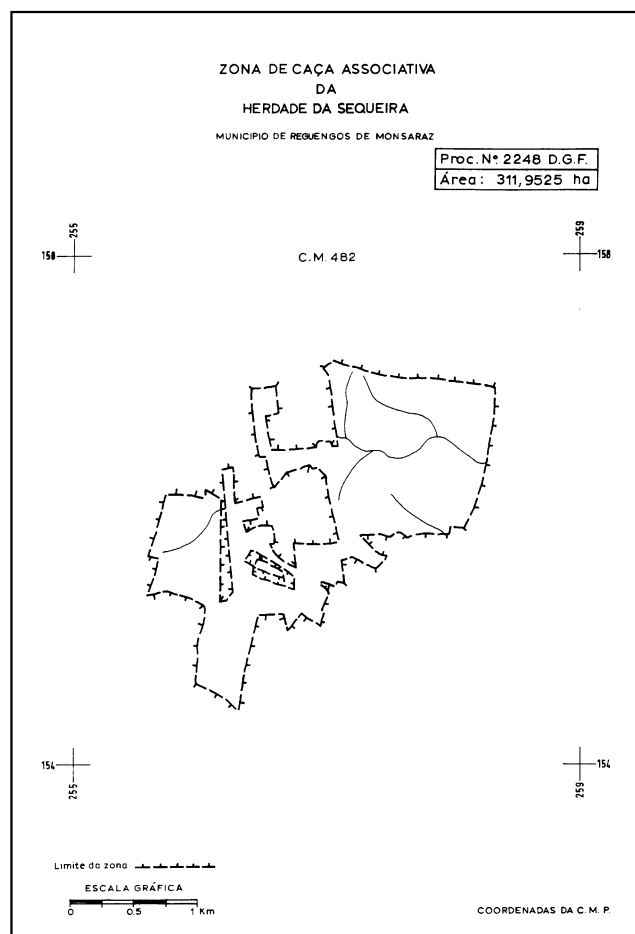 ZONA DE CAÇA ASSOCIATIVA
DA
HERDADE DA SEQUEIRA
MUNICIPIO DE REGUENGOS DE MONSARAZ
Proc. Nº 2248 D.G.F.
Área: 311,9525 ha
255
259
158
158
C.M. 482
154
154
255
259
Limite da zona
ESCALA GRÁFICA
0 0.5 1 Km
COORDENADAS DA C. M. P.